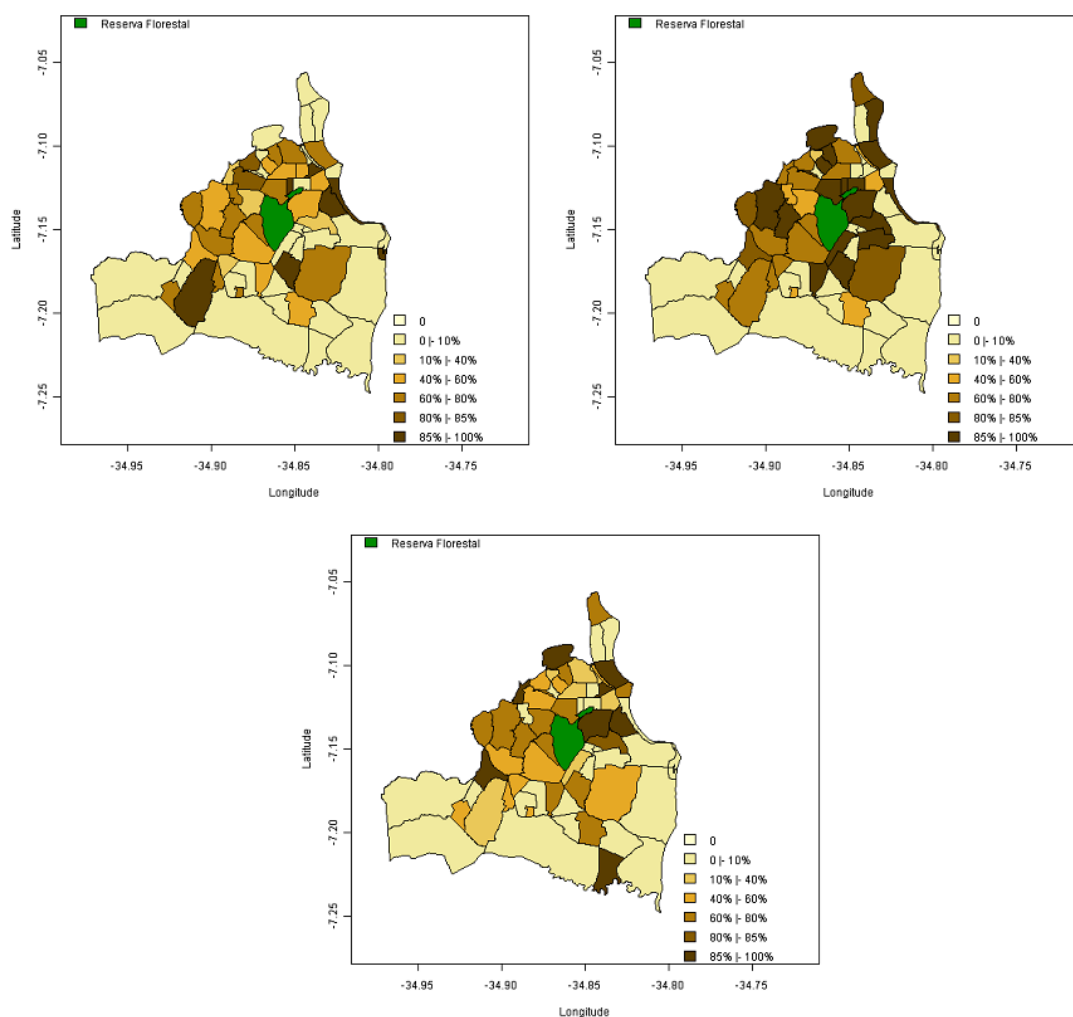 Reserva Florestal
Latitude
-7.05
-7.10
-7.15
-7.20
-7.25
0
0 |- 10%
10% |- 40%
40% |- 60%
60% |- 80%
80% |- 85%
85% |- 100%
-34.95 -34.90 -34.85 -34.80 -34.75
Longitude
Reserva Florestal
Latitude
-7.05
-7.10
-7.15
-7.20
-7.25
0
0 |- 10%
10% |- 40%
40% |- 60%
60% |- 80%
80% |- 85%
85% |- 100%
-34.95 -34.90 -34.85 -34.80 -34.75
Longitude
Reserva Florestal
Latitude
-7.05
-7.10
-7.15
-7.20
-7.25
0
0 |- 10%
10% |- 40%
40% |- 60%
60% |- 80%
80% |- 85%
85% |- 100%
-34.95 -34.90 -34.85 -34.80 -34.75
Longitude